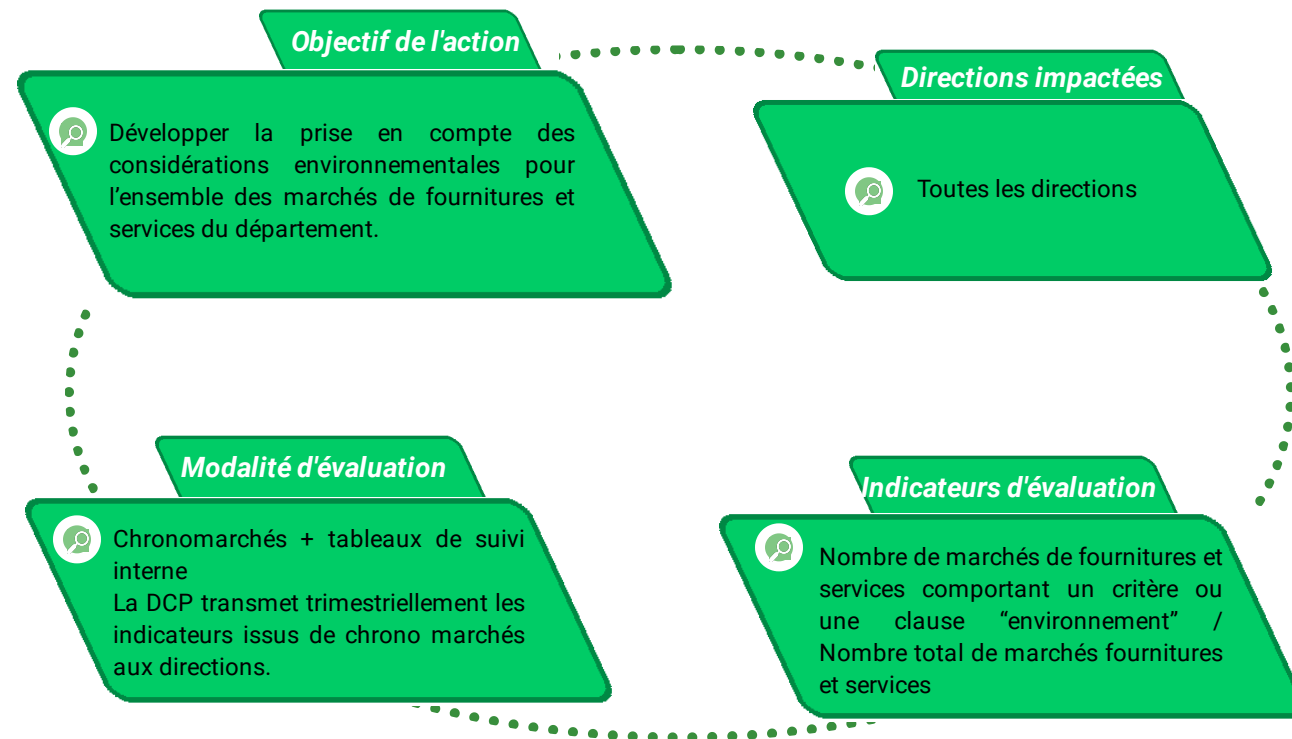 Objectif de l'action
Développer la prise en compte des
considérations environnementales pour
l'ensemble des marchés de fournitures et
services du département.
Directions impactées
Toutes les directions
Modalité d'évaluation
Chronomarchés + tableaux de suivi
interne
La DCP transmet trimestriellement les
indicateurs issus de chrono marchés
aux directions.
Indicateurs d'évaluation
Nombre de marchés de fournitures et
services comportant un critère ou
une clause “environnement” /
Nombre total de marchés fournitures
et services